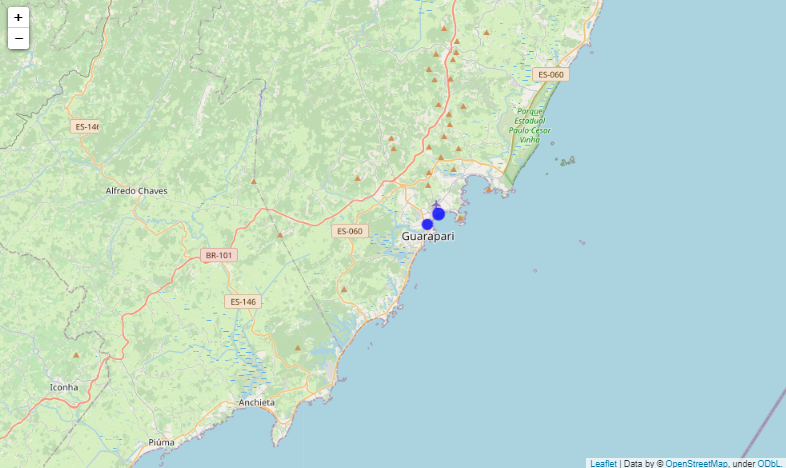 +
−
ES-060
ES-146
Parque
Estadual
Paulo Cesar
Vinha
Alfredo Chaves
ES-060
Guarapari
BR-101
ES-146
Iconha
Anchieta
Piúma
Leaflet | Data by © OpenStreetMap, under ODbL.